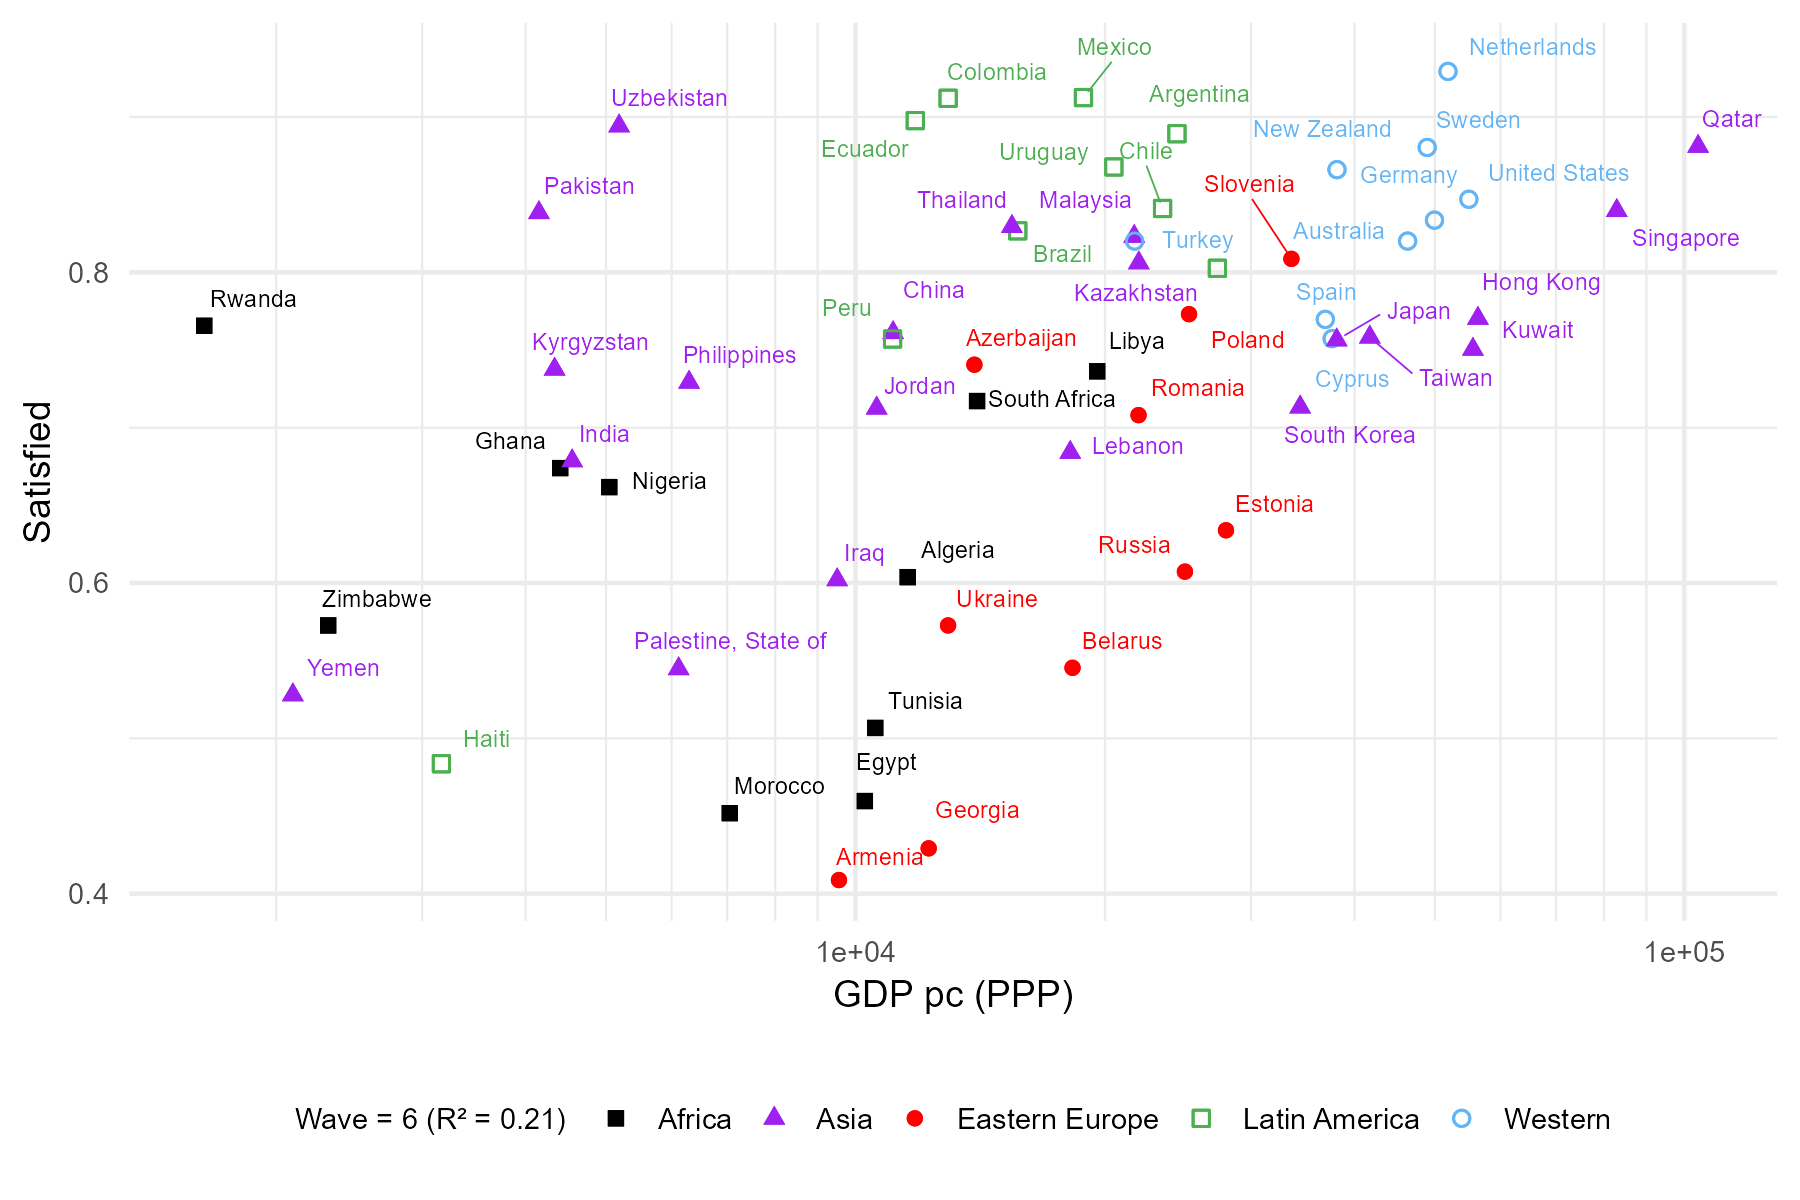 Mexico
Netherlands
Colombia
Uzbekistan
Argentina
Qatar
Sweden
New Zealand
Ecuador
Uruguay
Chile
Germany
United States
Pakistan
Slovenia
Thailand
Malaysia
Australia
Turkey
Singapore
Brazil
0.8
Hong Kong
China
Kazakhstan
Spain
Rwanda
Peru
Japan
Kuwait
Azerbaijan
Libya
Poland
Kyrgyzstan
Philippines
Taiwan
Cyprus
Jordan
Romania
South Africa
South Korea
India
Ghana
Lebanon
Nigeria
Satisfied
Estonia
Russia
Algeria
Iraq
0.6
Zimbabwe
Ukraine
Palestine, State of
Belarus
Yemen
Tunisia
Haiti
Egypt
Morocco
Georgia
Armenia
0.4
1e+04
1e+05
GDP pc (PPP)
Wave = 6 (R² = 0.21) Africa Asia Eastern Europe Latin America Western